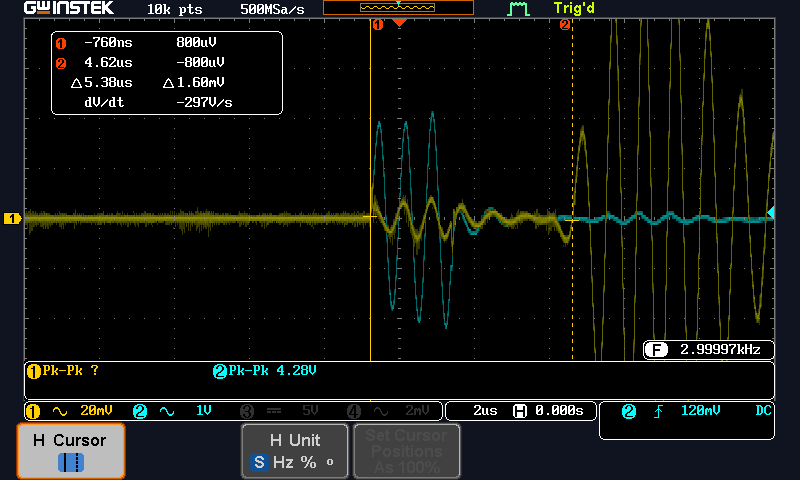 GWINSTEK 10k pts 500MSa/s Trig'd
1 2
1 -760ns 800uV
2 4.62us -800uV
△5.38us △1.60mV
dV/dt -297V/s
1
F 2.99997kHz
1 Pk-Pk ? 2 Pk-Pk 4.28V
1 ∿ 20mV 2 ∿ 1V 3 5V 4 ∿ 2mV 2us H 0.000s 2 120mV DC
H Cursor
H Unit
S Hz % °
Set Cursor
Positions
As 100%